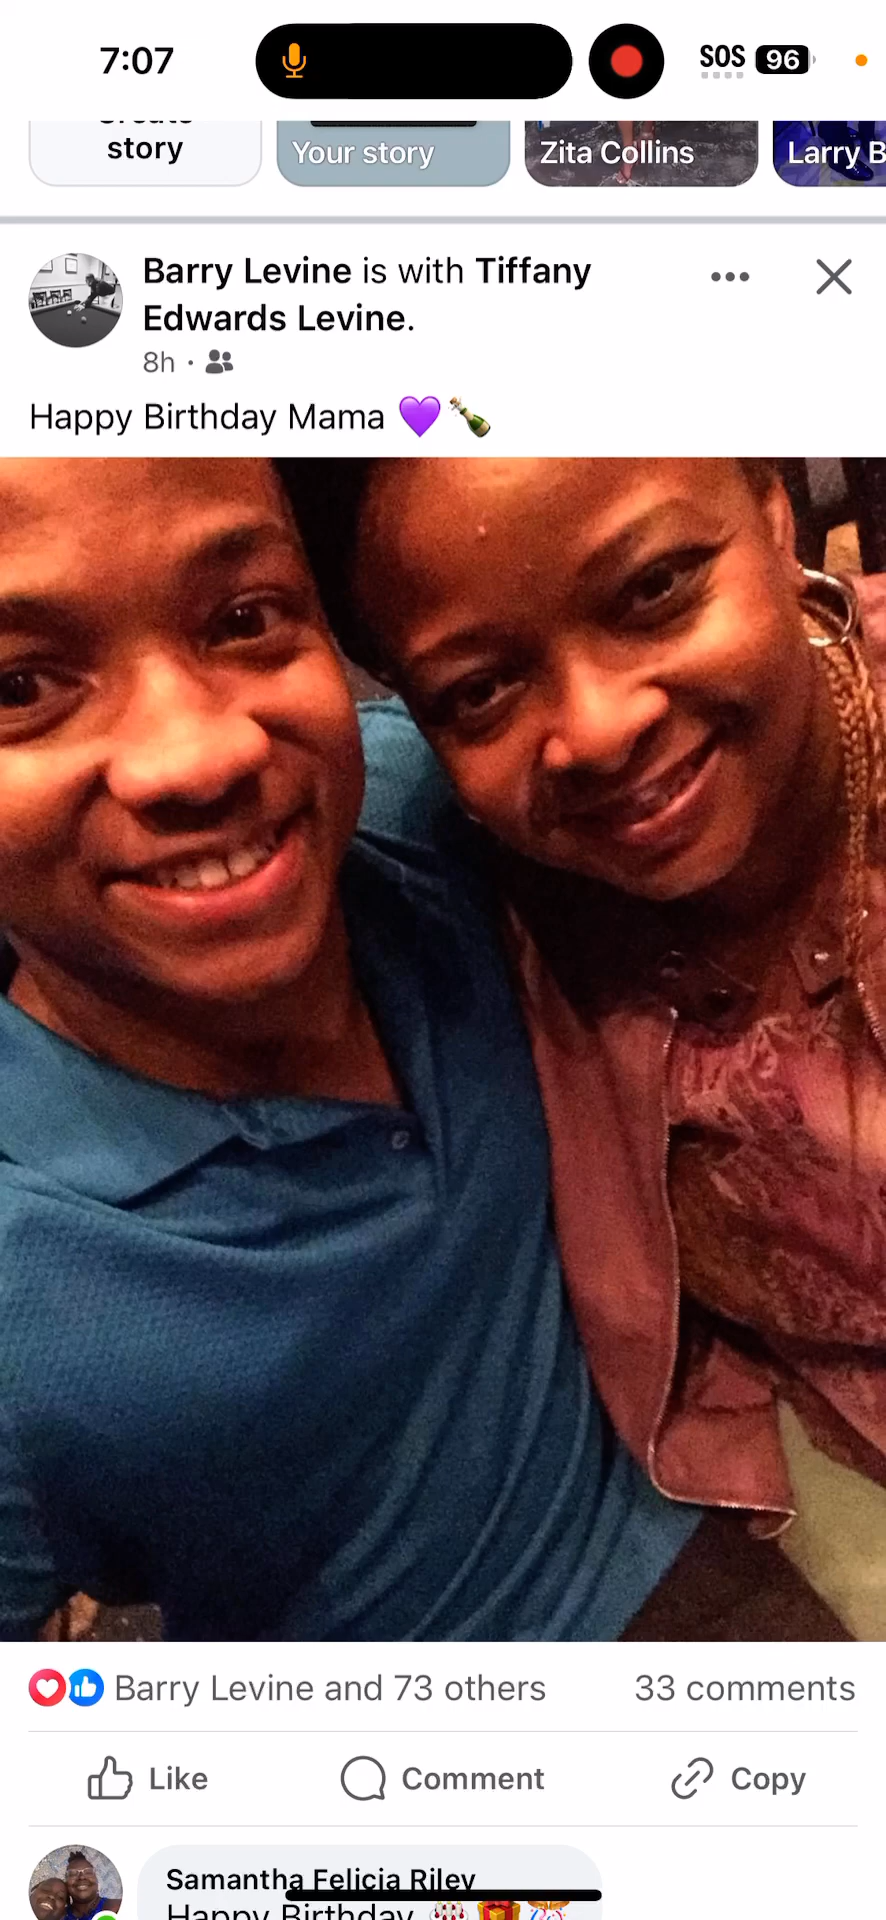 7:07
SOS 96
Create
story
Your story
Zita Collins
Larry B
Barry Levine is with Tiffany
Edwards Levine.
8h ·
Happy Birthday Mama 💜🍾
Barry Levine and 73 others
33 comments
Like
Comment
Copy
Samantha Felicia Riley
Happy Birthday 🎂🎁🎊